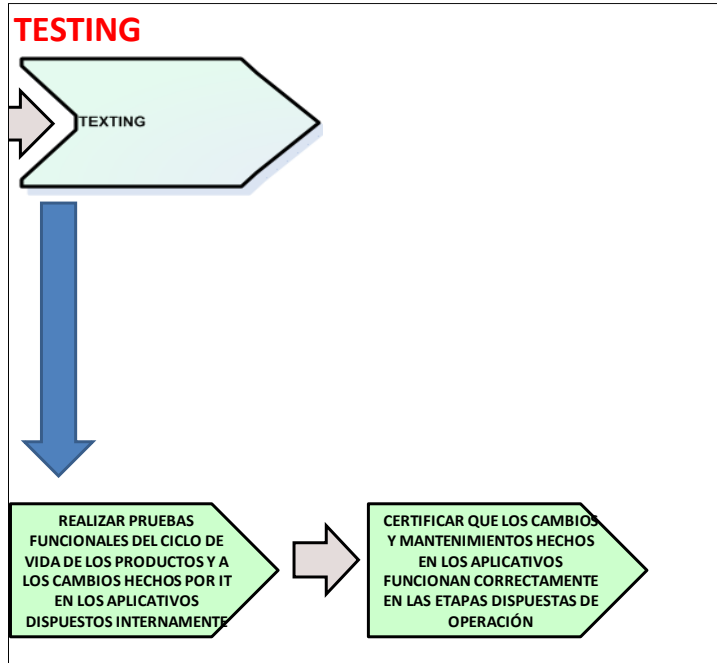 TESTING
TEXTING
REALIZAR PRUEBAS
FUNCIONALES DEL CICLO DE
VIDA DE LOS PRODUCTOS Y A
LOS CAMBIOS HECHOS POR IT
EN LOS APLICATIVOS
DISPUESTOS INTERNAMENTE
CERTIFICAR QUE LOS CAMBIOS
Y MANTENIMIENTOS HECHOS
EN LOS APLICATIVOS
FUNCIONAN CORRECTAMENTE
EN LAS ETAPAS DISPUESTAS DE
OPERACIÓN